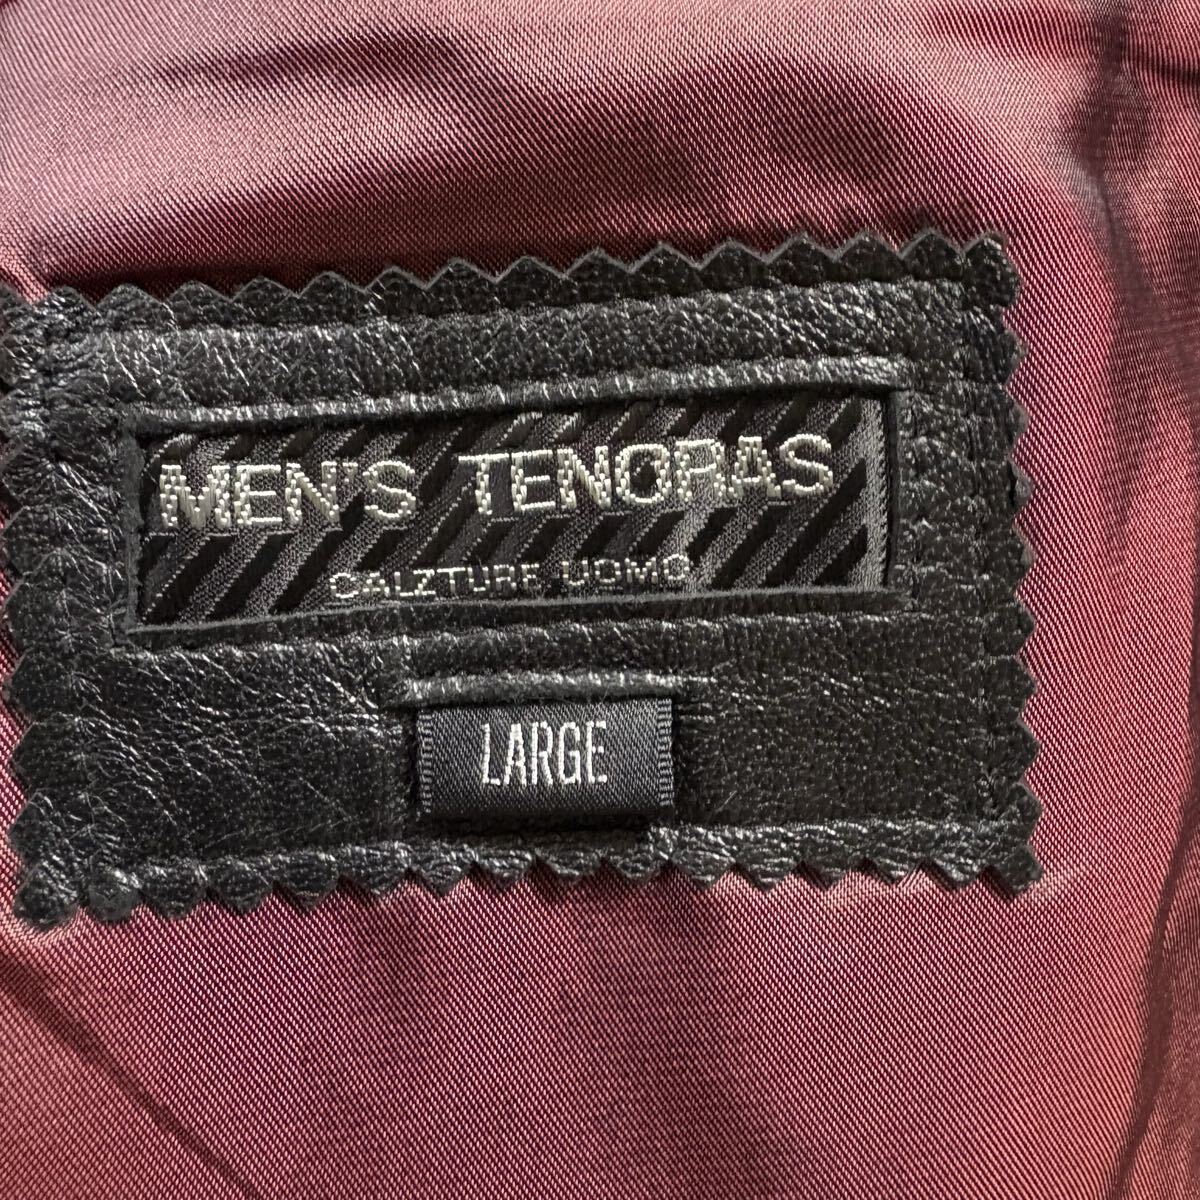 MEN'S TENORAS
CALZTURE UOMO
LARGE